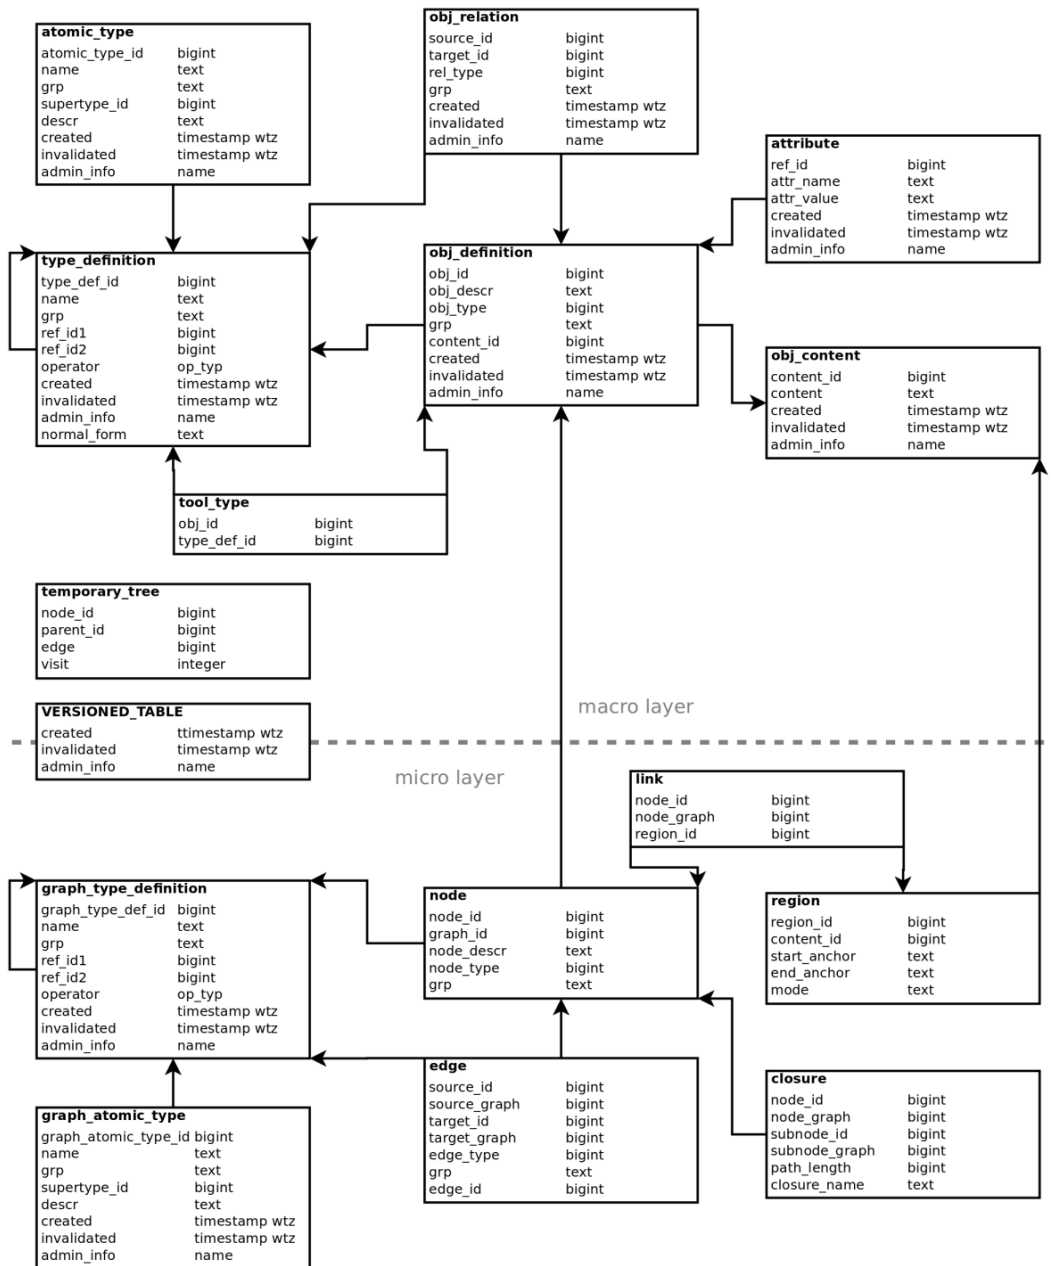 atomic_type
atomic_type_id bigint
name text
grp text
supertype_id bigint
descr text
created timestamp wtz
invalidated timestamp wtz
admin_info name
obj_relation
source_id bigint
target_id bigint
rel_type bigint
grp text
created timestamp wtz
invalidated timestamp wtz
admin_info name
attribute
ref_id bigint
attr_name text
attr_value text
created timestamp wtz
invalidated timestamp wtz
admin_info name
type_definition
type_def_id bigint
name text
grp text
ref_id1 bigint
ref_id2 bigint
operator op_typ
created timestamp wtz
invalidated timestamp wtz
admin_info name
normal_form text
obj_definition
obj_id bigint
obj_descr text
obj_type bigint
grp text
content_id bigint
created timestamp wtz
invalidated timestamp wtz
admin_info name
obj_content
content_id bigint
content text
created timestamp wtz
invalidated timestamp wtz
admin_info name
tool_type
obj_id bigint
type_def_id bigint
temporary_tree
node_id bigint
parent_id bigint
edge bigint
visit integer
VERSIONED_TABLE
created ttimestamp wtz
invalidated timestamp wtz
admin_info name
macro layer
micro layer
link
node_id bigint
node_graph bigint
region_id bigint
graph_type_definition
graph_type_def_id bigint
name text
grp text
ref_id1 bigint
ref_id2 bigint
operator op_typ
created timestamp wtz
invalidated timestamp wtz
admin_info name
node
node_id bigint
graph_id bigint
node_descr text
node_type bigint
grp text
region
region_id bigint
content_id bigint
start_anchor text
end_anchor text
mode text
graph_atomic_type
graph_atomic_type_id bigint
name text
grp text
supertype_id bigint
descr text
created timestamp wtz
invalidated timestamp wtz
admin_info name
edge
source_id bigint
source_graph bigint
target_id bigint
target_graph bigint
edge_type bigint
grp text
edge_id bigint
closure
node_id bigint
node_graph bigint
subnode_id bigint
subnode_graph bigint
path_length bigint
closure_name text